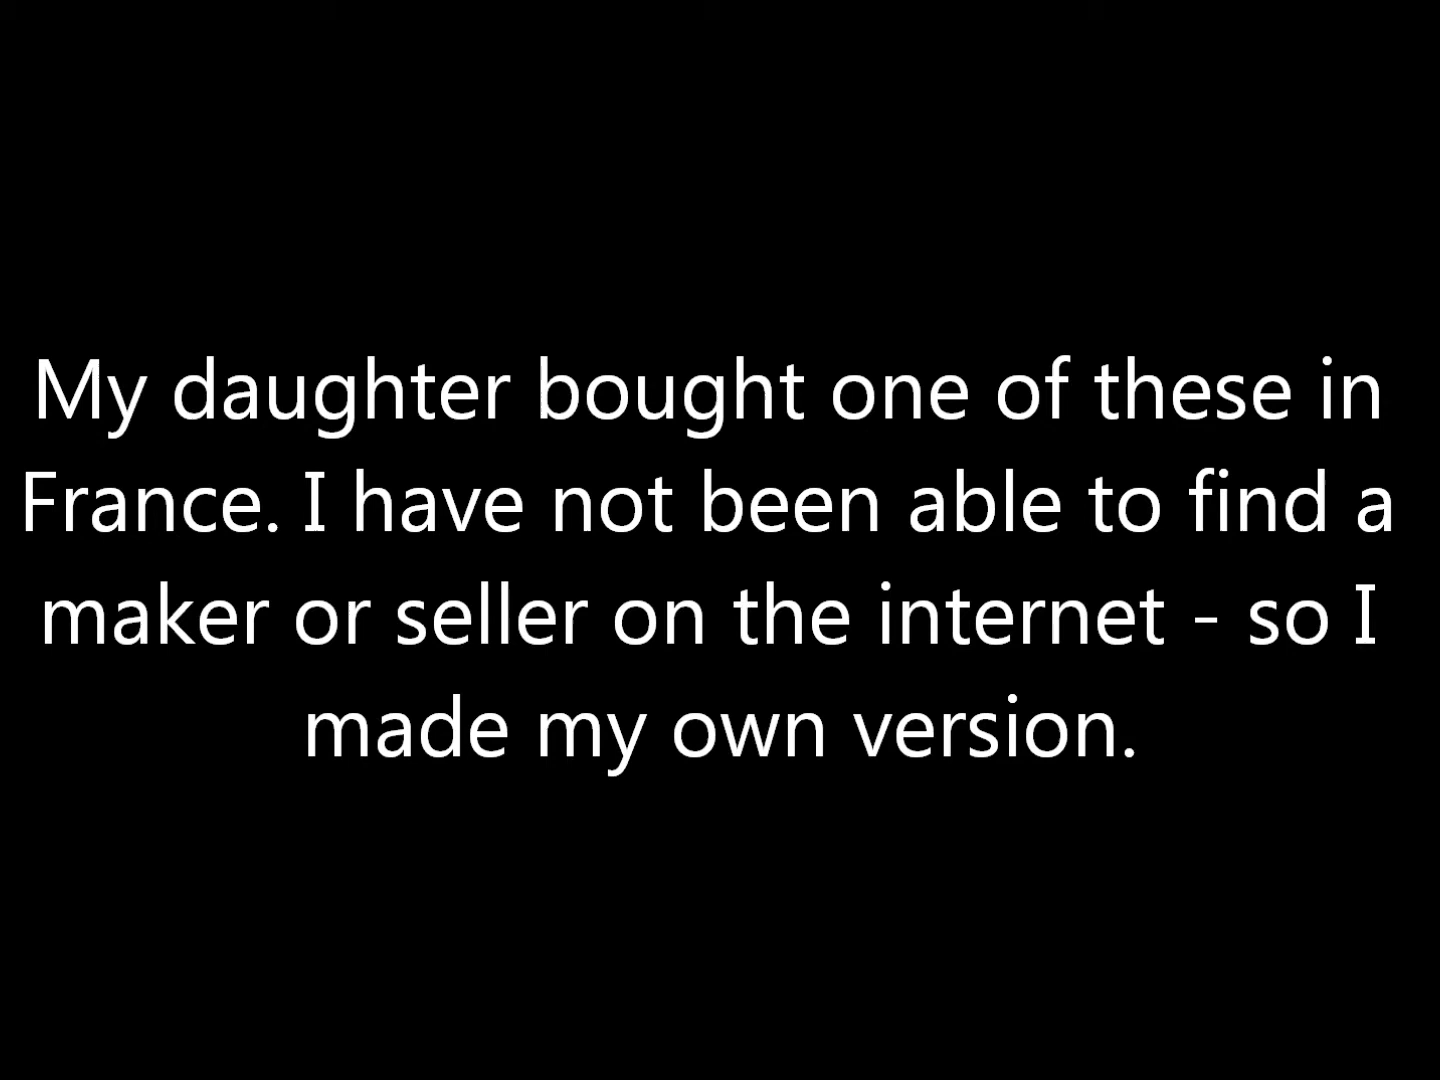 My daughter bought one of these in
France. I have not been able to find a
maker or seller on the internet - so I
made my own version.